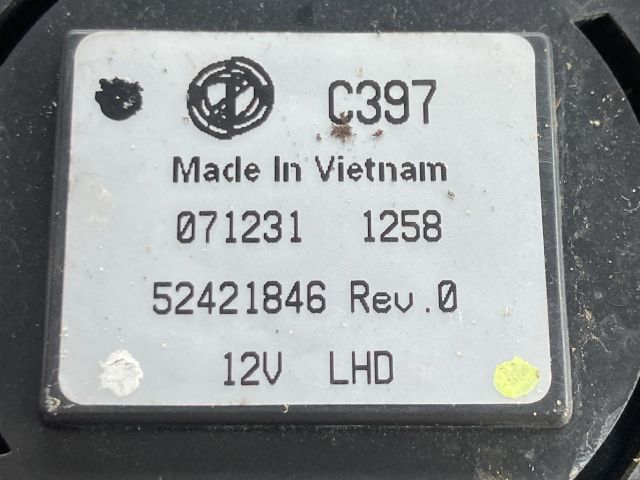 C397
Made In Vietnam
071231 1258
52421846 Rev.0
12V LHD